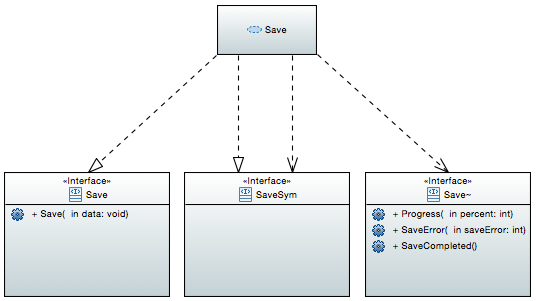 Save
«Interface»
Save
+ Save( in data: void)
«Interface»
SaveSym
«Interface»
Save~
+ Progress( in percent: int)
+ SaveError( in saveError: int)
+ SaveCompleted()